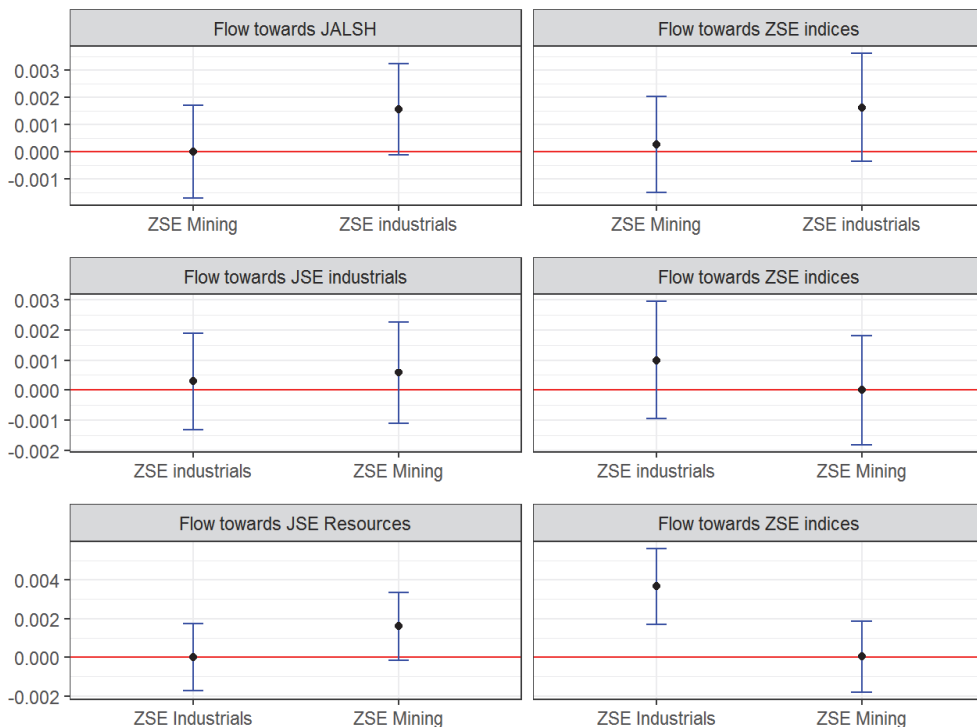 Flow towards JALSH
Flow towards ZSE indices
0.003
0.002
0.001
0.000
-0.001
ZSE Mining
ZSE industrials
ZSE Mining
ZSE industrials
Flow towards JSE industrials
Flow towards ZSE indices
0.003
0.002
0.001
0.000
-0.001
-0.002
ZSE industrials
ZSE Mining
ZSE industrials
ZSE Mining
Flow towards JSE Resources
Flow towards ZSE indices
0.004
0.002
0.000
-0.002
ZSE Industrials
ZSE Mining
ZSE Industrials
ZSE Mining